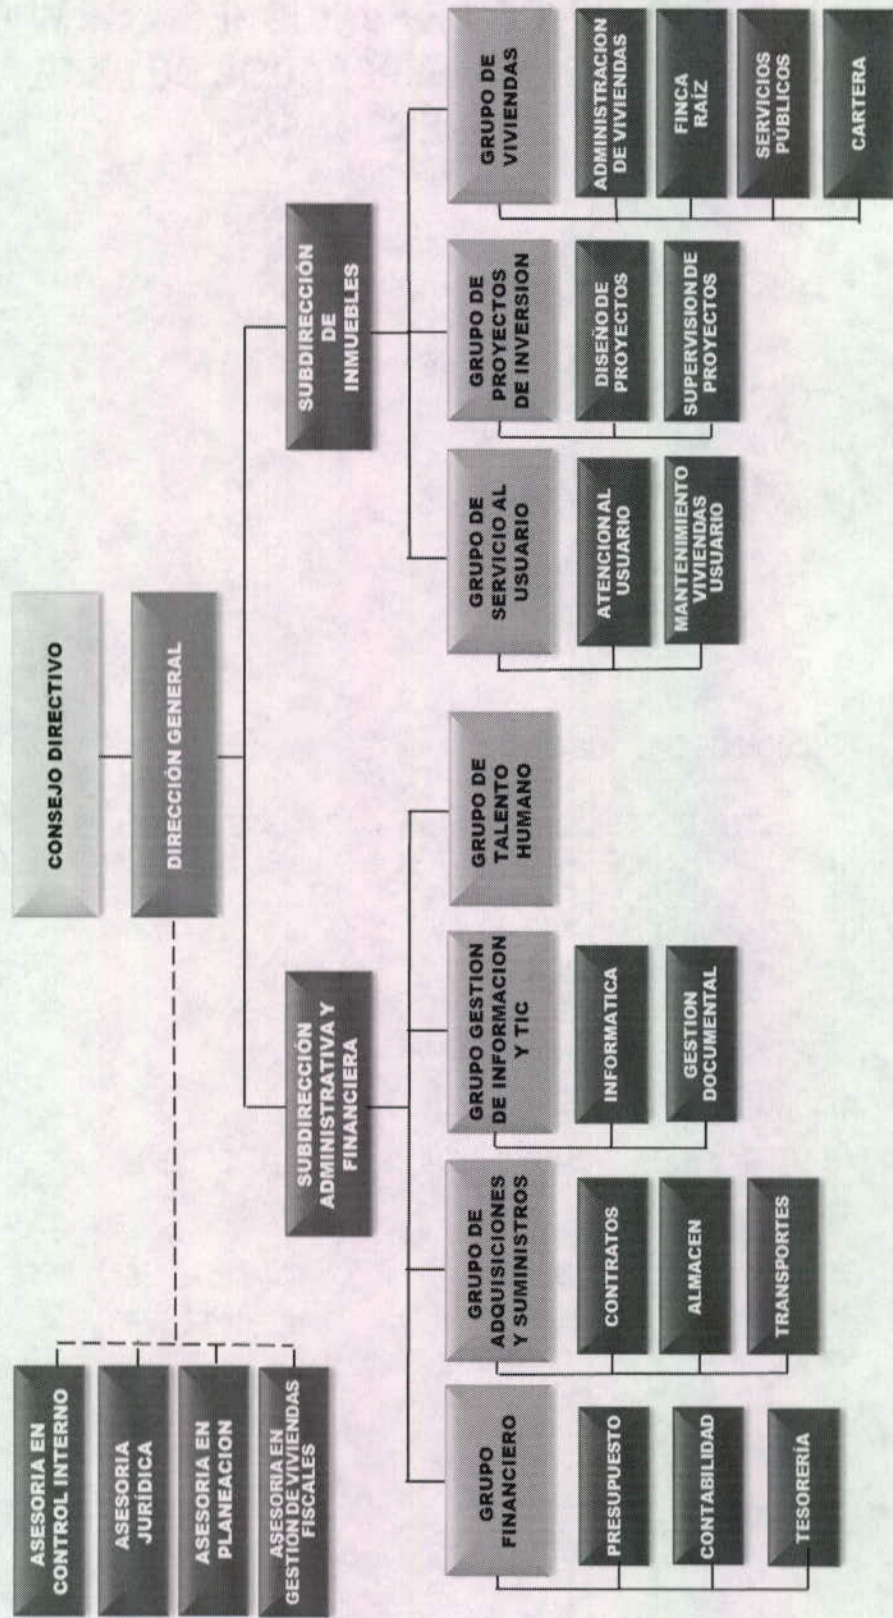 CONSEJO DIRECTIVO
DIRECCIÓN GENERAL
ASESORIA EN
CONTROL INTERNO
ASESORIA
JURÍDICA
ASESORIA EN
PLANEACION
ASESORIA EN
GESTION DE VIVIENDAS
FISCALES
SUBDIRECCIÓN
ADMINISTRATIVA Y
FINANCIERA
SUBDIRECCIÓN
DE
INMUEBLES
GRUPO
FINANCIERO
PRESUPUESTO
CONTABILIDAD
TESORERÍA
GRUPO DE
ADQUISICIONES
Y SUMINISTROS
CONTRATOS
ALMACEN
TRANSPORTES
GRUPO GESTION
DE INFORMACION
Y TIC
INFORMATICA
GESTION
DOCUMENTAL
GRUPO DE
TALENTO
HUMANO
GRUPO DE
SERVICIO AL
USUARIO
ATENCION AL
USUARIO
MANTENIMIENTO
VIVIENDAS
USUARIO
GRUPO DE
PROYECTOS
DE INVERSION
DISEÑO DE
PROYECTOS
SUPERVISION DE
PROYECTOS
GRUPO DE
VIVIENDAS
ADMINISTRACION
DE VIVIENDAS
FINCA
RAÍZ
SERVICIOS
PÚBLICOS
CARTERA